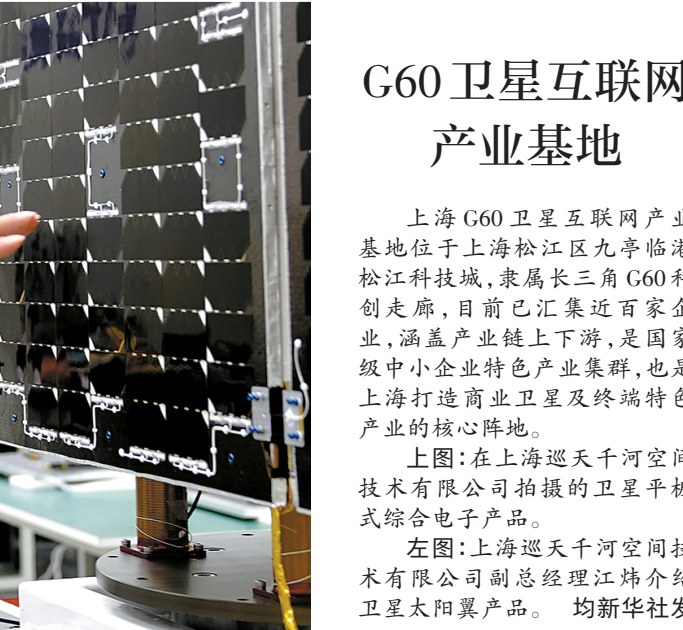 G60卫星互联网
产业基地
上海G60卫星互联网产业
基地位于上海松江区九亭临港
松江科技城,隶属长三角G60科
创走廊,目前已汇集近百家企
业,涵盖产业链上下游,是国家
级中小企业特色产业集群,也是
上海打造商业卫星及终端特色
产业的核心阵地。
上图:在上海巡天千河空间
技术有限公司拍摄的卫星平板
式综合电子产品。
左图:上海巡天千河空间技
术有限公司副总经理江炜介绍
卫星太阳翼产品。 均新华社发